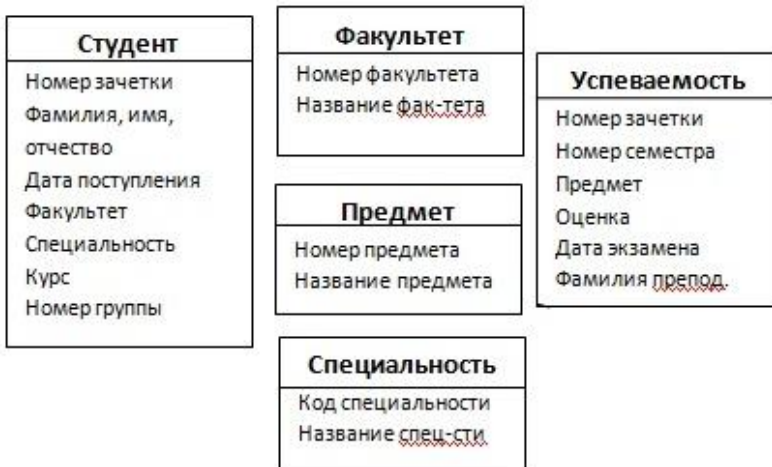 Студент
Номер зачетки
Фамилия, имя,
отчество
Дата поступления
Факультет
Специальность
Курс
Номер группы
Факультет
Номер факультета
Название фак-тета
Предмет
Номер предмета
Название предмета
Специальность
Код специальности
Название спец-сти
Успеваемость
Номер зачетки
Номер семестра
Предмет
Оценка
Дата экзамена
Фамилия препод.